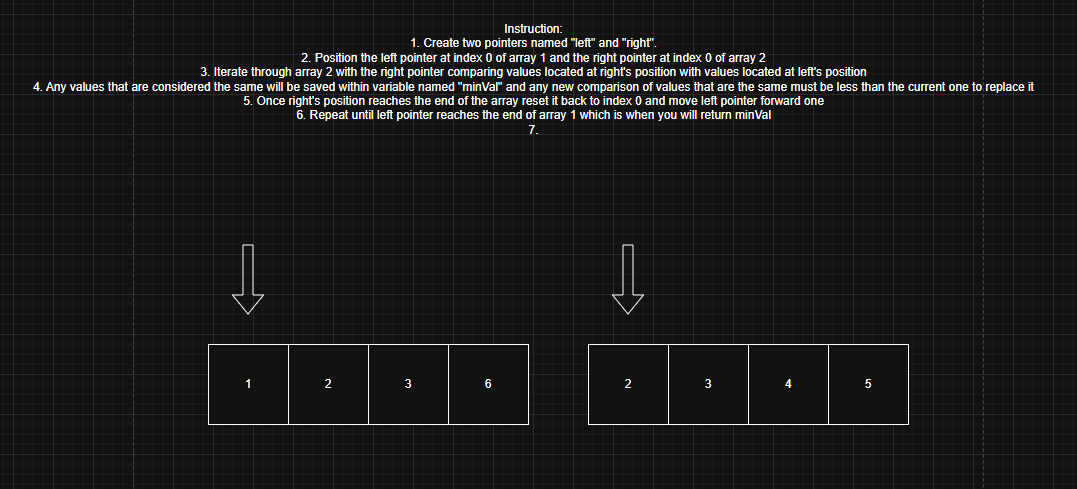 Instruction:
1. Create two pointers named "left" and "right".
2. Position the left pointer at index 0 of array 1 and the right pointer at index 0 of array 2
3. Iterate through array 2 with the right pointer comparing values located at right's position with values located at left's position
4. Any values that are considered the same will be saved within variable named "minVal" and any new comparison of values that are the same must be less than the current one to replace it
5. Once right's position reaches the end of the array reset it back to index 0 and move left pointer forward one
6. Repeat until left pointer reaches the end of array 1 which is when you will return minVal
7.
1 2 3 6 2 3 4 5